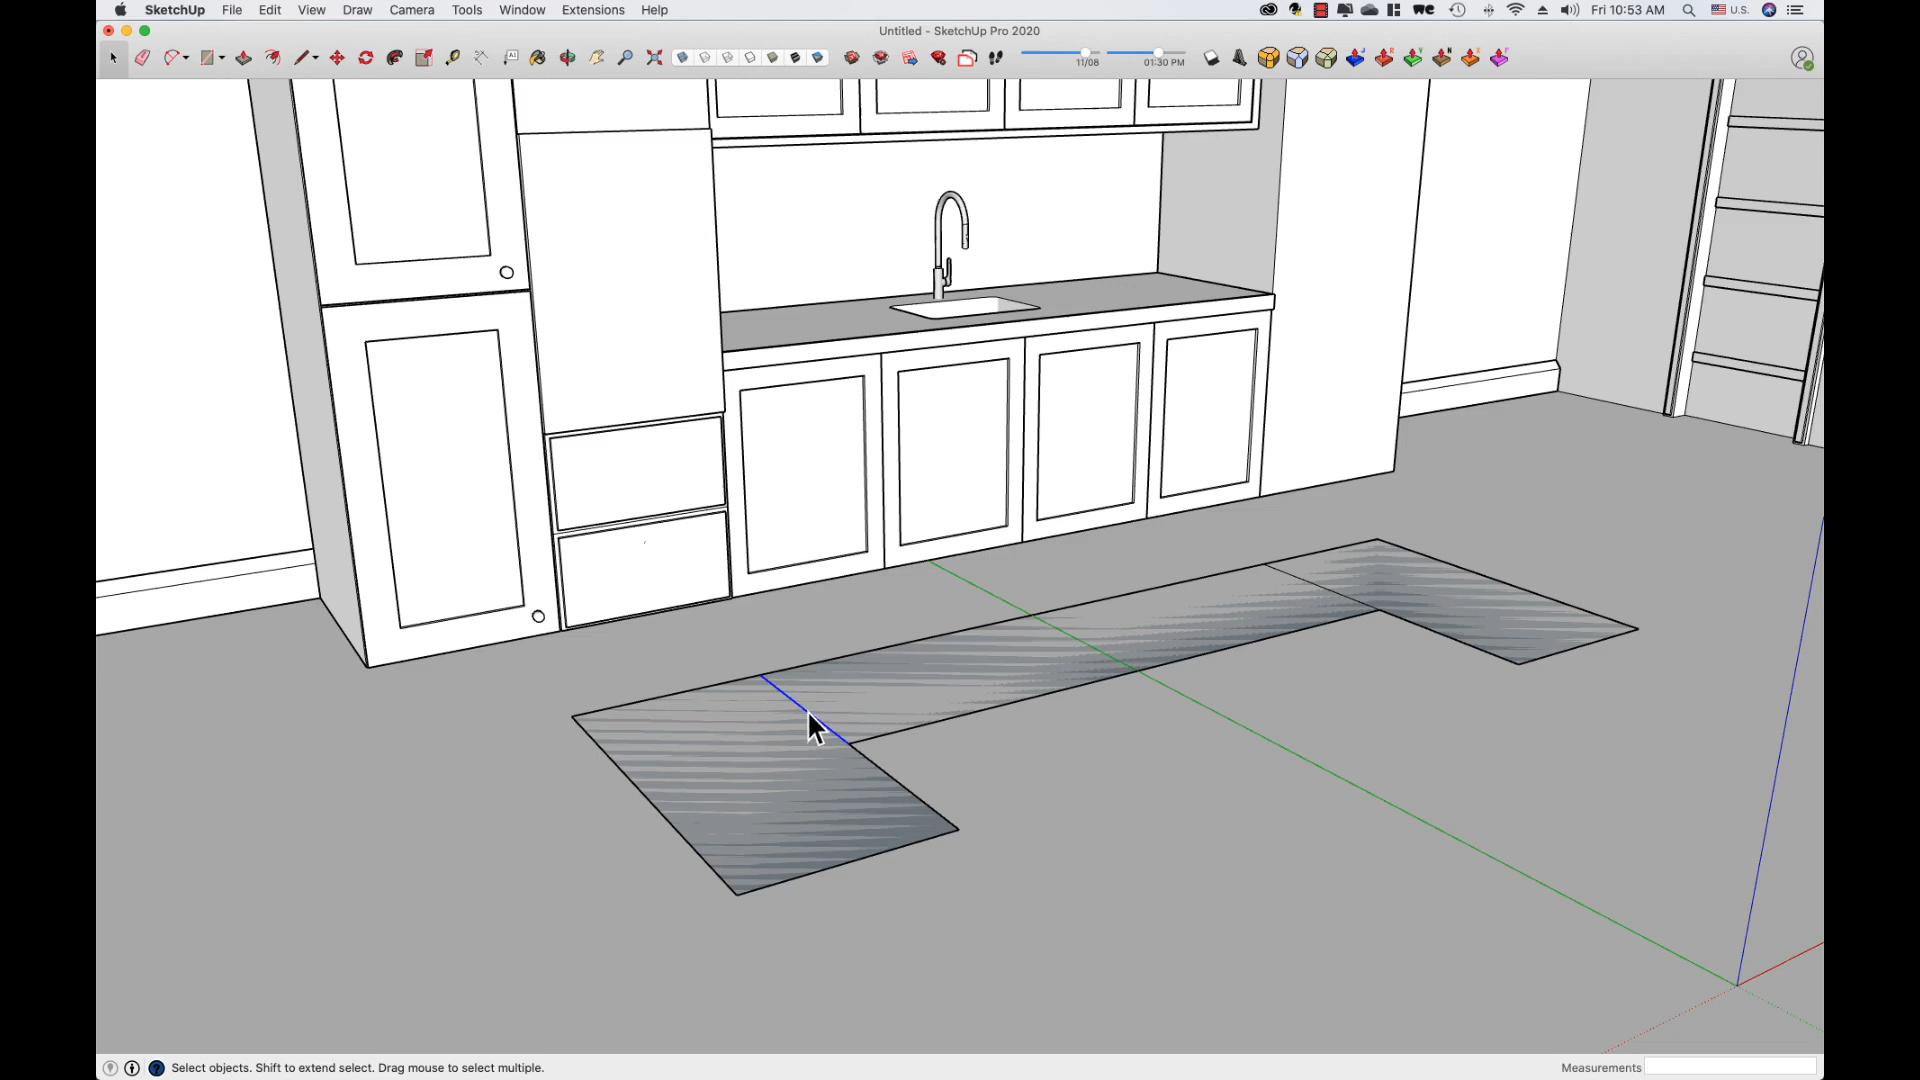 SketchUp File Edit View Draw Camera Tools Window Extensions Help Fri 10:53 AM U.S.
Untitled - SketchUp Pro 2020
11/08 01:30 PM
Select objects. Shift to extend select. Drag mouse to select multiple. Measurements